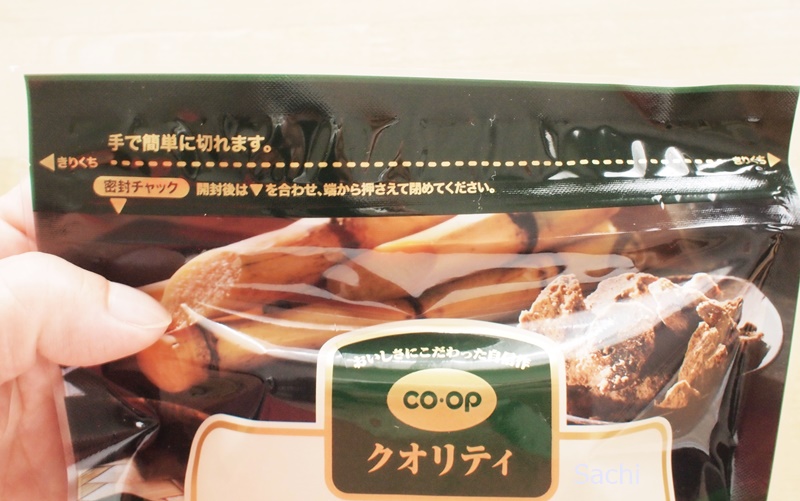 手で簡単に切れます。
きりくち
きりくち
密封チャック
開封後は▼を合わせ、端から押さえて閉めてください。
おいしさにこだわった自信作
CO・OP
クオリティ
Sachi